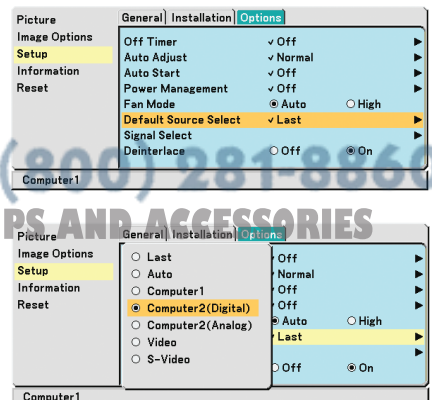 Picture General Installation Options
Image Options
Setup
Information
Reset
Off Timer ✓ Off ▶
Auto Adjust ✓ Normal ▶
Auto Start ✓ Off ▶
Power Management ✓ Off ▶
Fan Mode ◉ Auto ○ High
Default Source Select ✓ Last ▶
Signal Select ▶
Deinterlace ○ Off ◉ On
(800) 281-8860
Computer1
PS AND ACCESSORIES
Picture General Installation Options
Image Options
Setup
Information
Reset
○ Last
○ Auto
○ Computer1
◉ Computer2(Digital)
○ Computer2(Analog)
○ Video
○ S-Video
✓ Off ▶
✓ Normal ▶
✓ Off ▶
✓ Off ▶
◉ Auto ○ High
✓ Last ▶
▶
○ Off ◉ On
Computer1